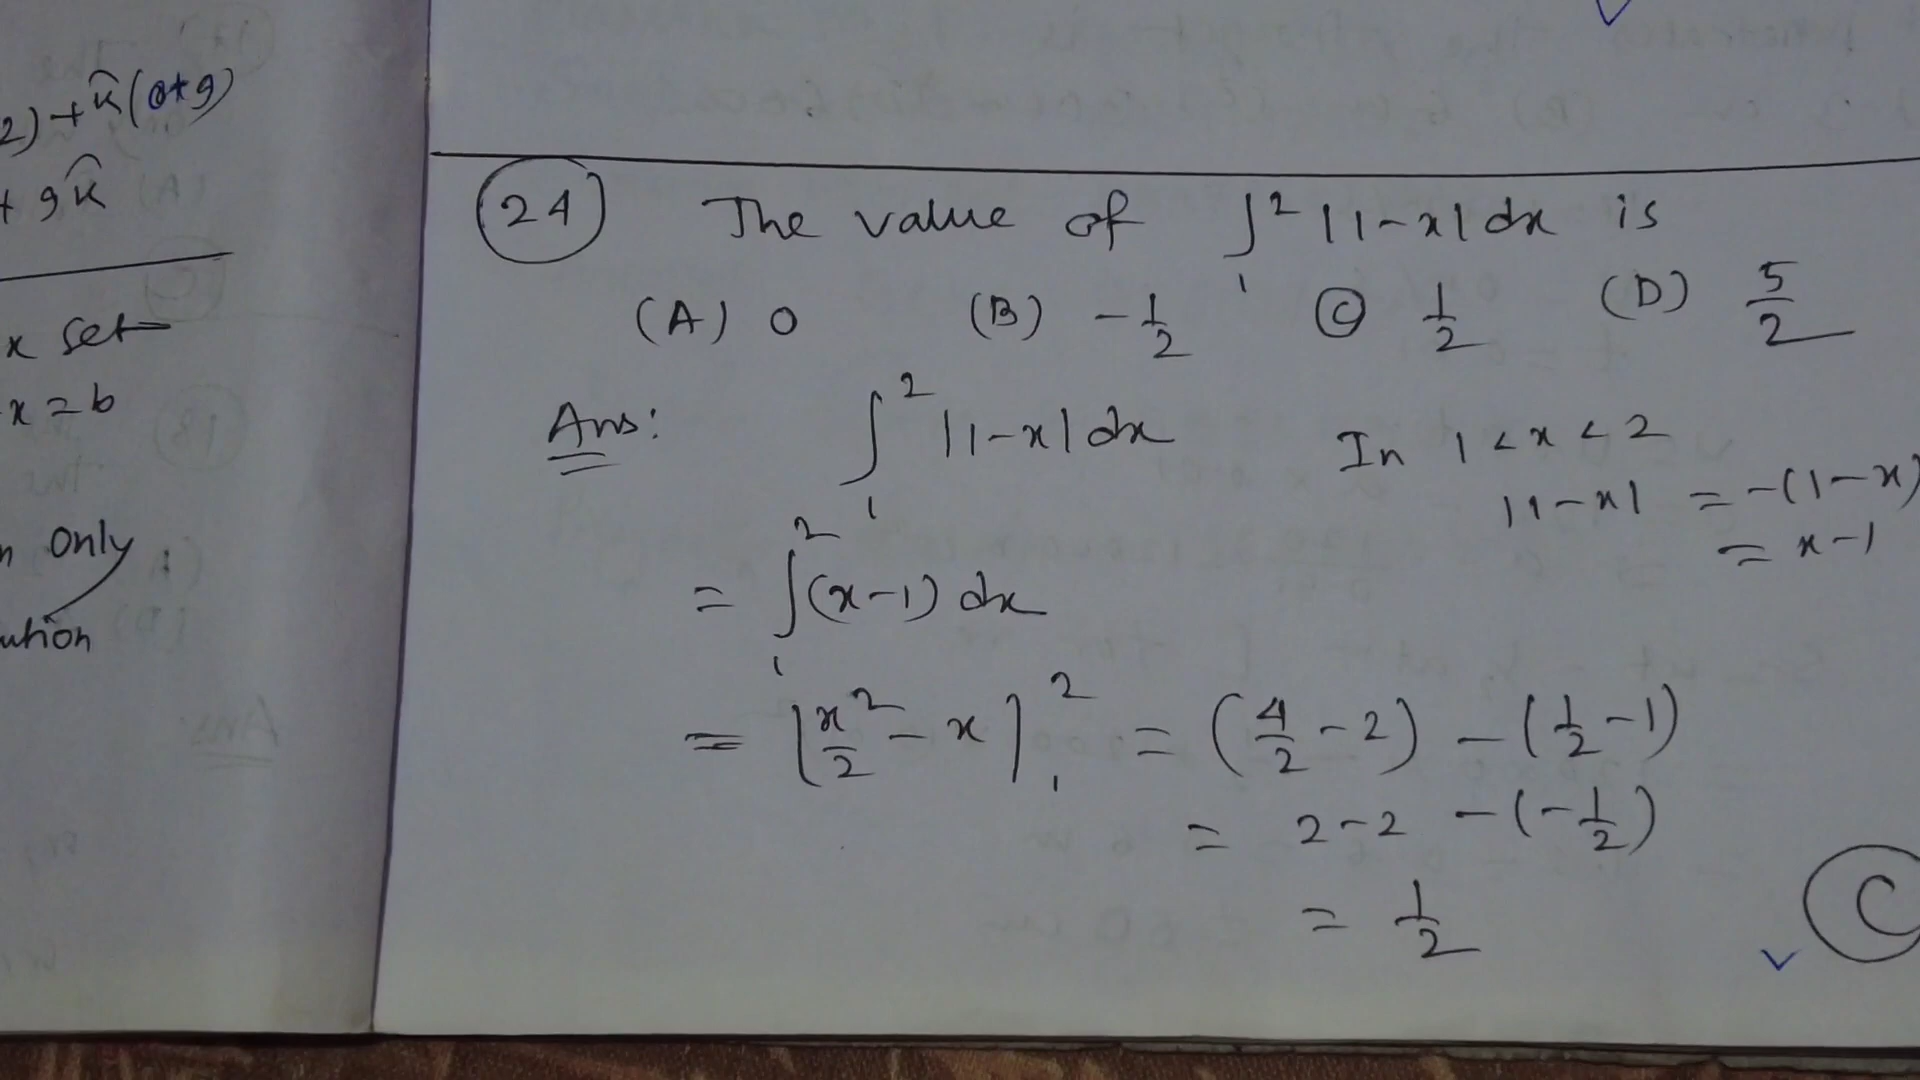 2) + k̂(0+9)
+ 9k̂
x set
x = b
only
ution
(24) The value of ∫₁² |1-x| dx is
(A) 0 (B) -1/2 (C) 1/2 (D) 5/2
Ans: ∫₁² |1-x| dx In 1 < x < 2
|1-x| = -(1-x)
= x-1
= ∫₁² (x-1) dx
= [x²/2 - x]₁² = (4/2 - 2) - (1/2 - 1)
= 2-2 - (-1/2)
= 1/2
(C)